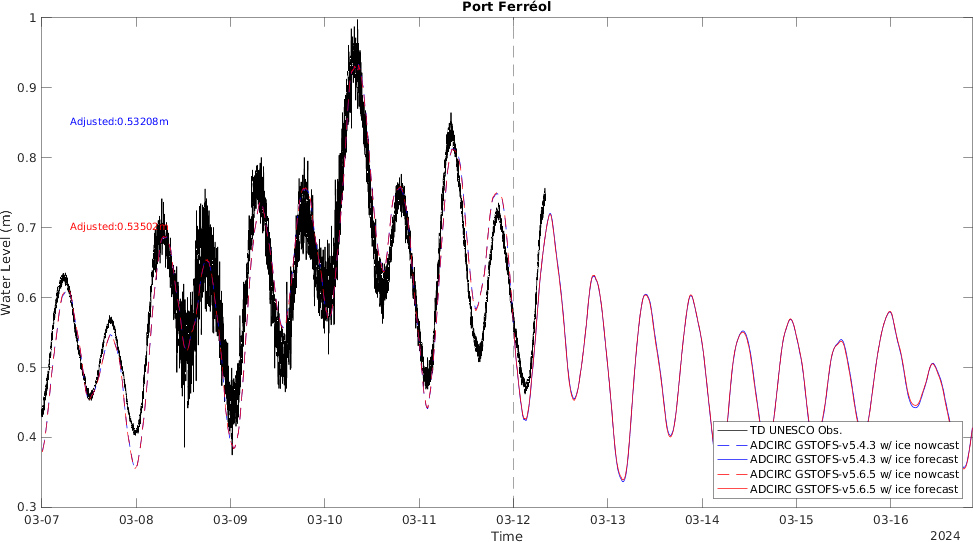 Port Ferréol
Water Level (m)
1
0.9
0.8
0.7
0.6
0.5
0.4
0.3
Adjusted:0.53208m
Adjusted:0.53502
TD UNESCO Obs.
ADCIRC GSTOFS-v5.4.3 w/ ice nowcast
ADCIRC GSTOFS-v5.4.3 w/ ice forecast
ADCIRC GSTOFS-v5.6.5 w/ ice nowcast
ADCIRC GSTOFS-v5.6.5 w/ ice forecast
03-07 03-08 03-09 03-10 03-11 03-12 03-13 03-14 03-15 03-16
Time
2024